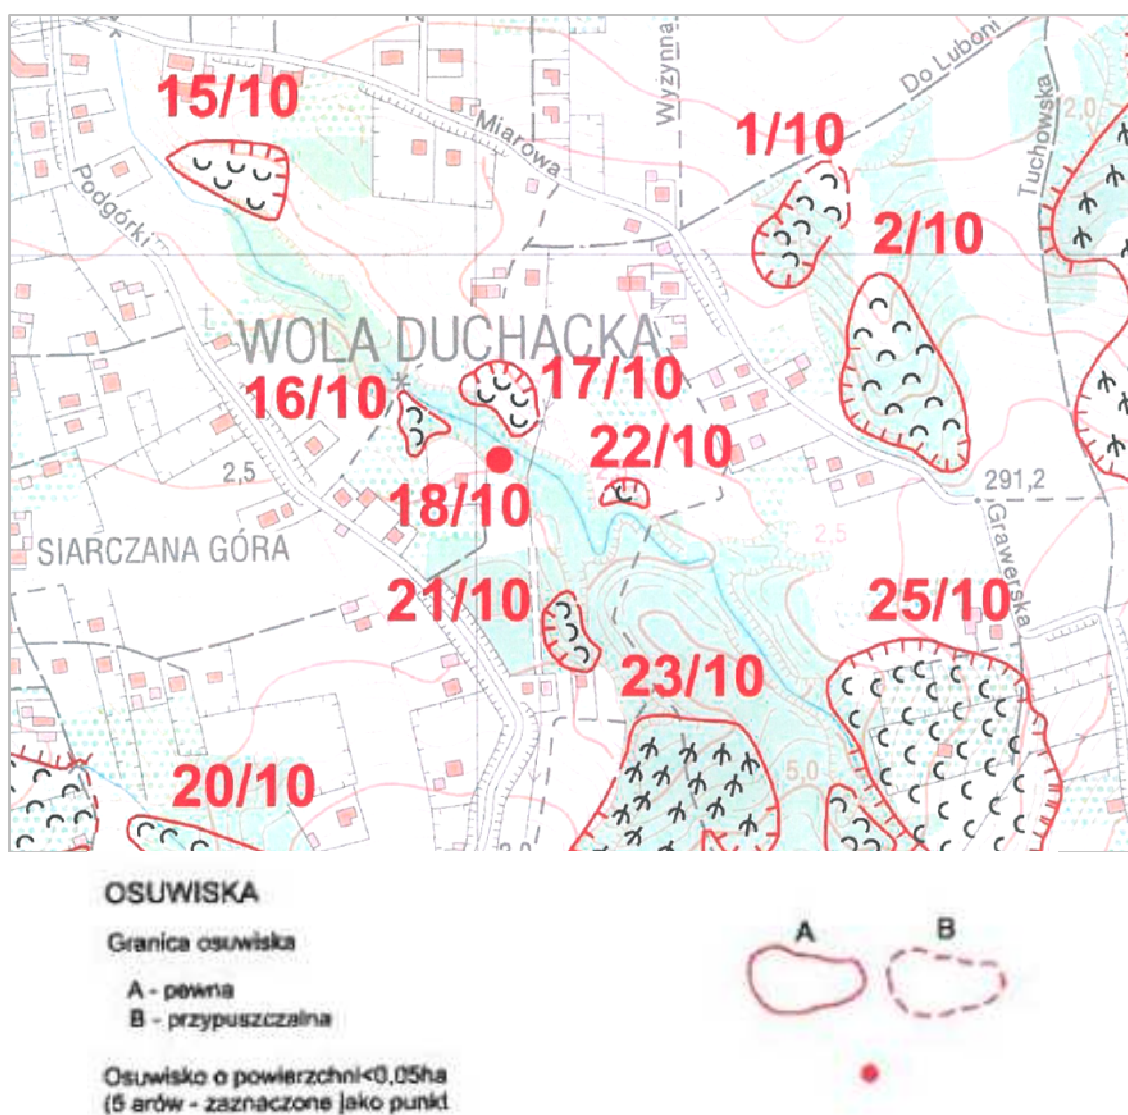 15/10
Miarowa
Wyżynna
Do Luboni
Tuchowska
2,0
1/10
Podgórki
2/10
WOLA DUCHACKA
16/10
17/10
22/10
2,5
18/10
291,2
SIARCZANA GÓRA
2,5
Grawerska
21/10
25/10
23/10
20/10
5,0
OSUWISKA
Granica osuwiska
A - pewna
B - przypuszczalna
A
B
Osuwisko o powierzchni<0,05ha
(5 arów - zaznaczone jako punkt